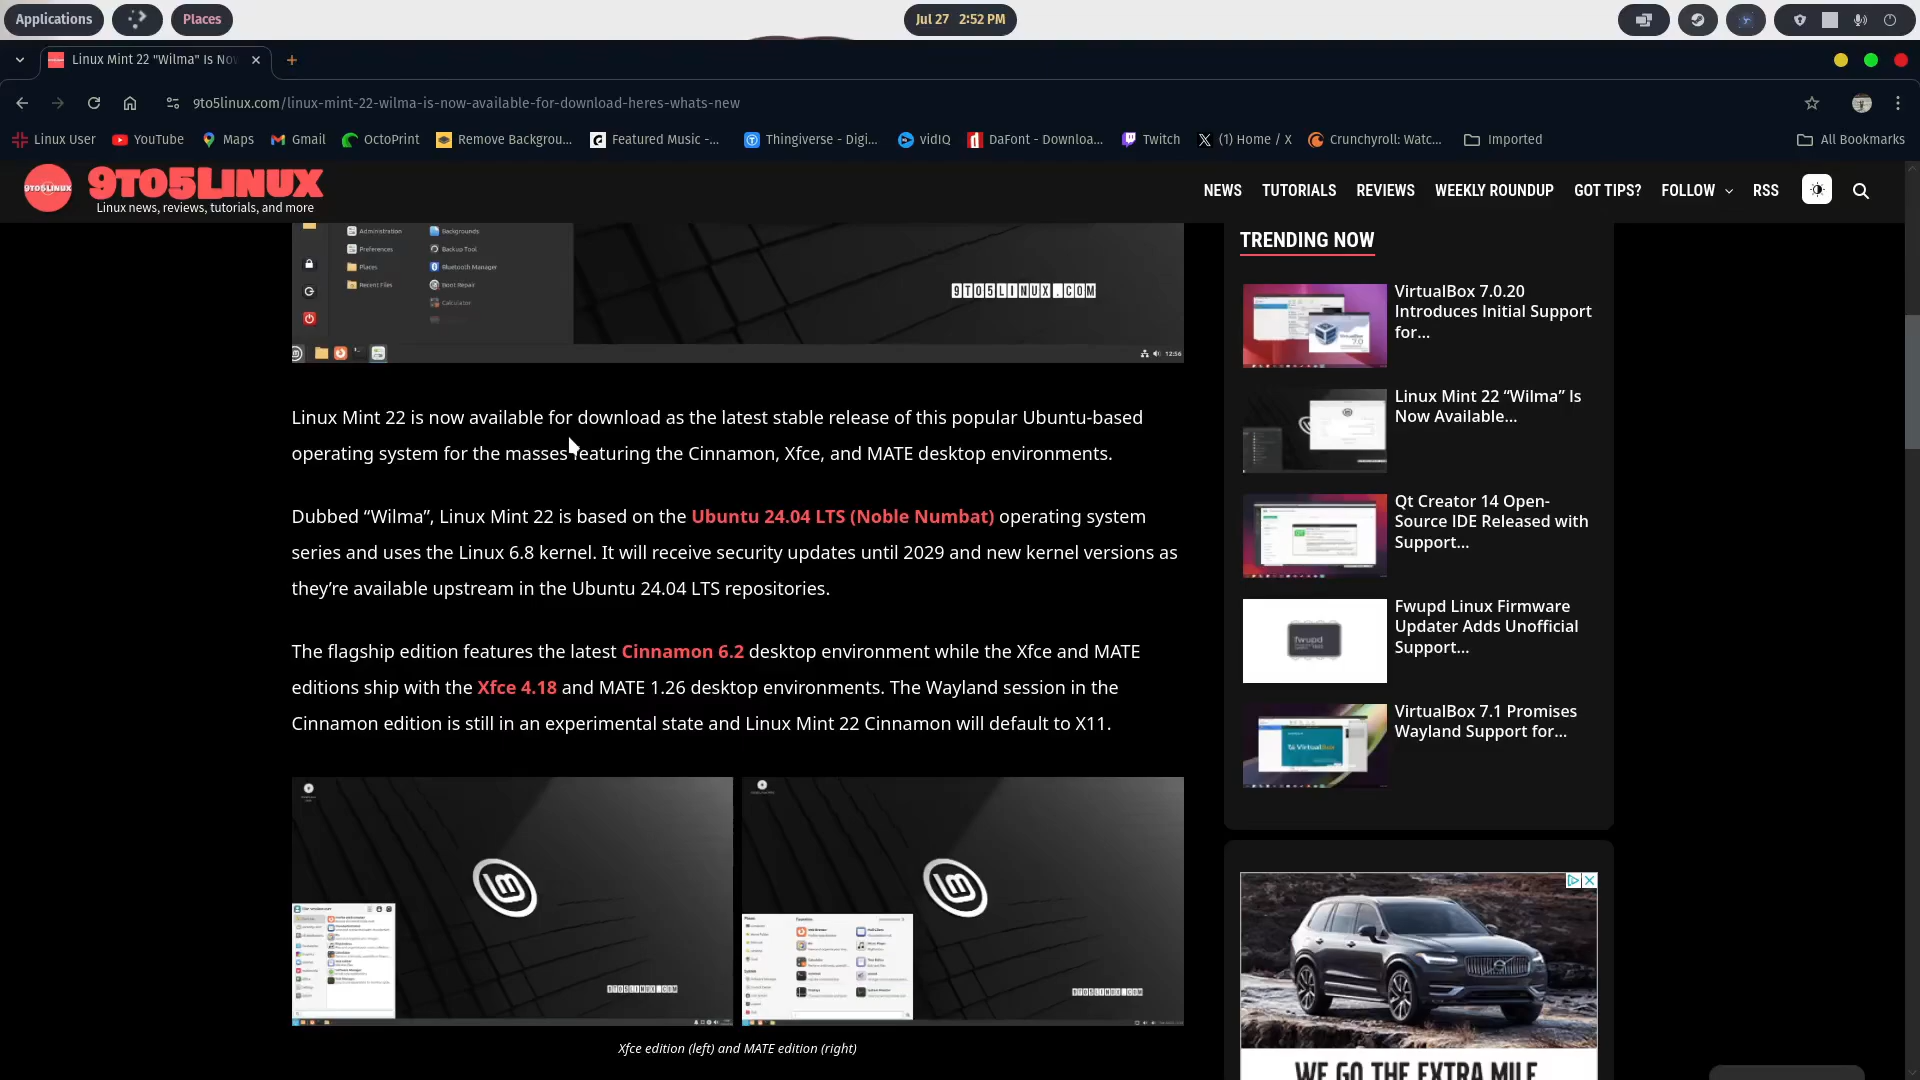 Applications
Places
Jul 27 2:52 PM
Linux Mint 22 "Wilma" Is Nov
9to5linux.com/linux-mint-22-wilma-is-now-available-for-download-heres-whats-new
Linux User
YouTube
Maps
Gmail
OctoPrint
Remove Backgrou...
Featured Music -...
Thingiverse - Digi...
vidIQ
DaFont - Downloa...
Twitch
(1) Home / X
Crunchyroll: Watc...
Imported
All Bookmarks
9TO5LINUX
9TO5LINUX
Linux news, reviews, tutorials, and more
NEWS
TUTORIALS
REVIEWS
WEEKLY ROUNDUP
GOT TIPS?
FOLLOW
RSS
Administration
Backgrounds
Preferences
Backup Tool
Places
Bluetooth Manager
Recent Files
Boot Repair
Calculator
9TO5LINUX.COM
12:56
Linux Mint 22 is now available for download as the latest stable release of this popular Ubuntu-based
operating system for the masses featuring the Cinnamon, Xfce, and MATE desktop environments.
Dubbed “Wilma”, Linux Mint 22 is based on the Ubuntu 24.04 LTS (Noble Numbat) operating system
series and uses the Linux 6.8 kernel. It will receive security updates until 2029 and new kernel versions as
they’re available upstream in the Ubuntu 24.04 LTS repositories.
The flagship edition features the latest Cinnamon 6.2 desktop environment while the Xfce and MATE
editions ship with the Xfce 4.18 and MATE 1.26 desktop environments. The Wayland session in the
Cinnamon edition is still in an experimental state and Linux Mint 22 Cinnamon will default to X11.
9TO5LINUX.COM
9TO5LINUX.COM
Xfce edition (left) and MATE edition (right)
TRENDING NOW
VirtualBox 7.0.20
Introduces Initial Support
for...
Linux Mint 22 “Wilma” Is
Now Available...
Qt Creator 14 Open-
Source IDE Released with
Support...
fwupd
Fwupd Linux Firmware
Updater Adds Unofficial
Support...
VirtualBox
VirtualBox 7.1 Promises
Wayland Support for...
WE GO THE EXTRA MILE